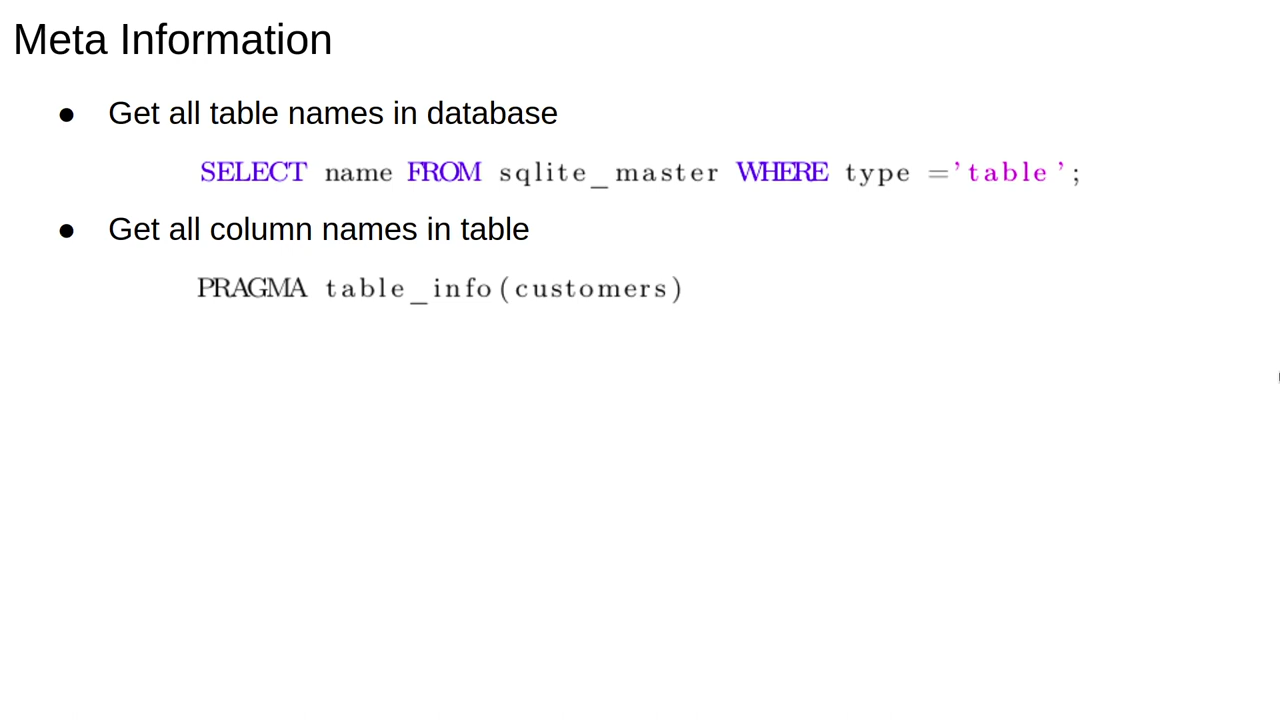 Meta Information
● Get all table names in database
SELECT name FROM sqlite_master WHERE type ='table';
● Get all column names in table
PRAGMA table_info(customers)